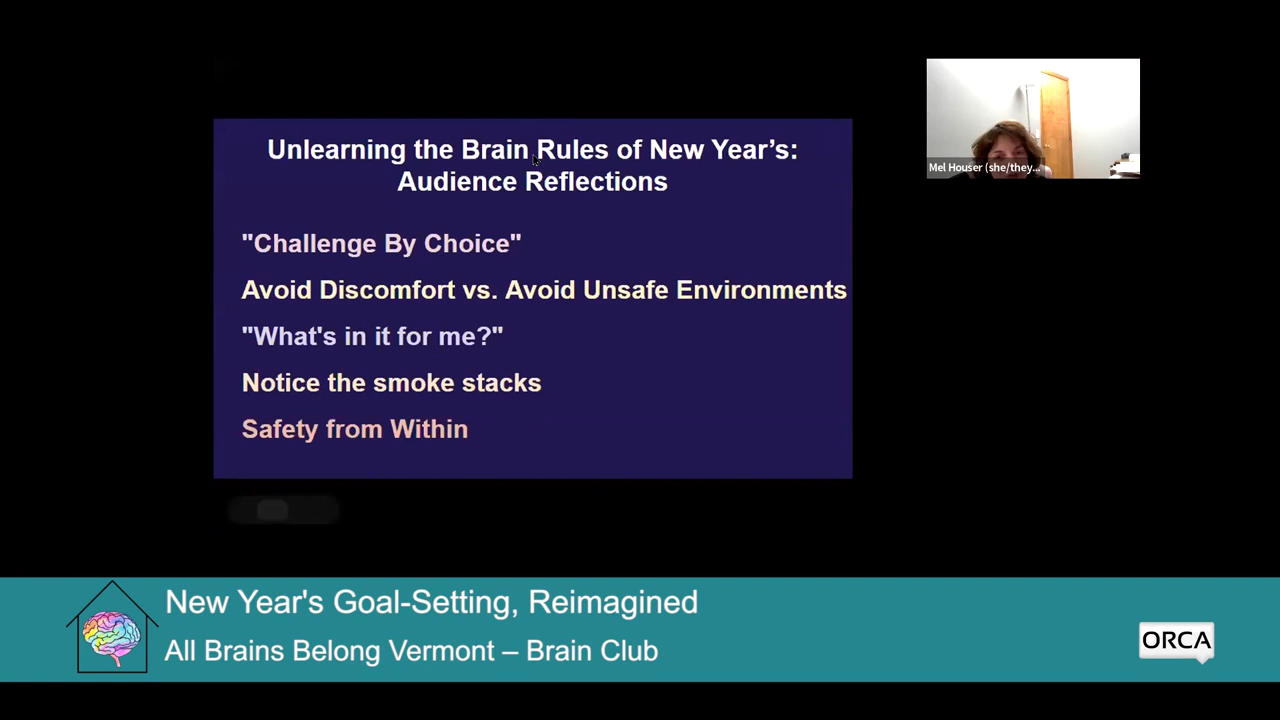 Unlearning the Brain Rules of New Year’s:
Audience Reflections
"Challenge By Choice"
Avoid Discomfort vs. Avoid Unsafe Environments
"What's in it for me?"
Notice the smoke stacks
Safety from Within
Mel Houser (she/they...
New Year's Goal-Setting, Reimagined
All Brains Belong Vermont – Brain Club
ORCA